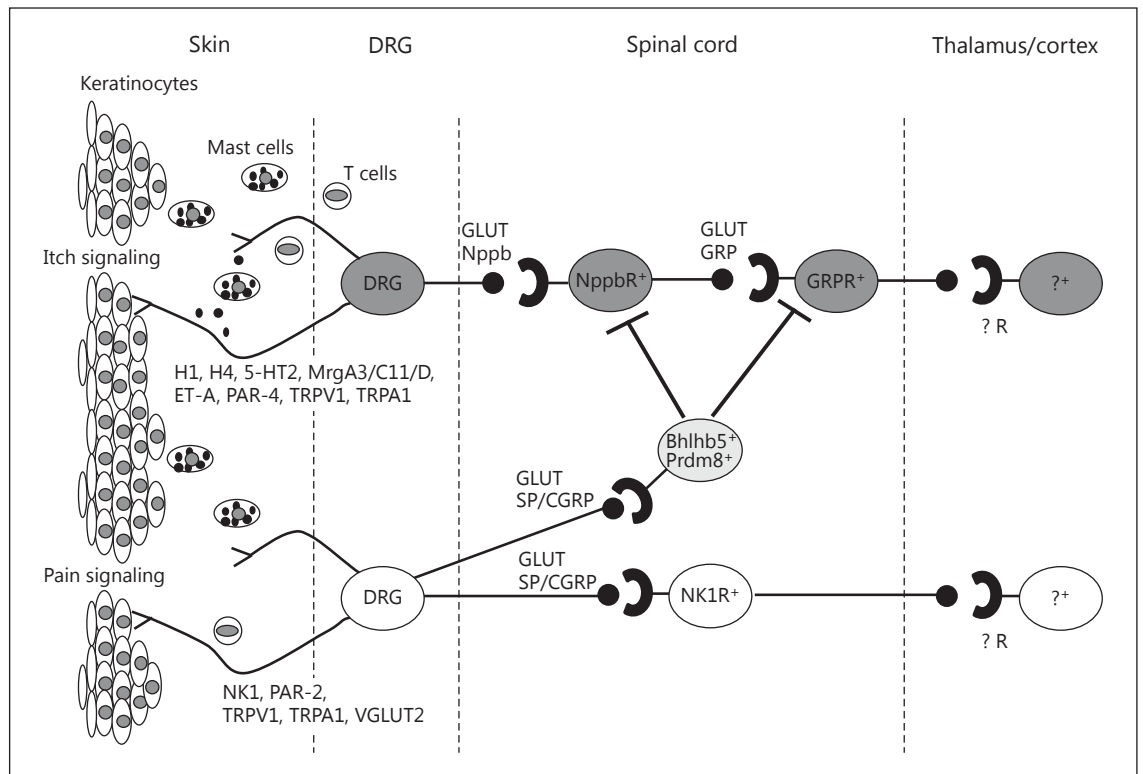 Skin
DRG
Spinal cord
Thalamus/cortex
Keratinocytes
Mast cells
T cells
Itch signaling
DRG
GLUT
Nppb
NppbR⁺
GLUT
GRP
GRPR⁺
? R
?⁺
H1, H4, 5-HT2, MrgA3/C11/D,
ET-A, PAR-4, TRPV1, TRPA1
Bhlhb5⁺
Prdm8⁺
GLUT
SP/CGRP
Pain signaling
DRG
GLUT
SP/CGRP
NK1R⁺
? R
?⁺
NK1, PAR-2,
TRPV1, TRPA1, VGLUT2